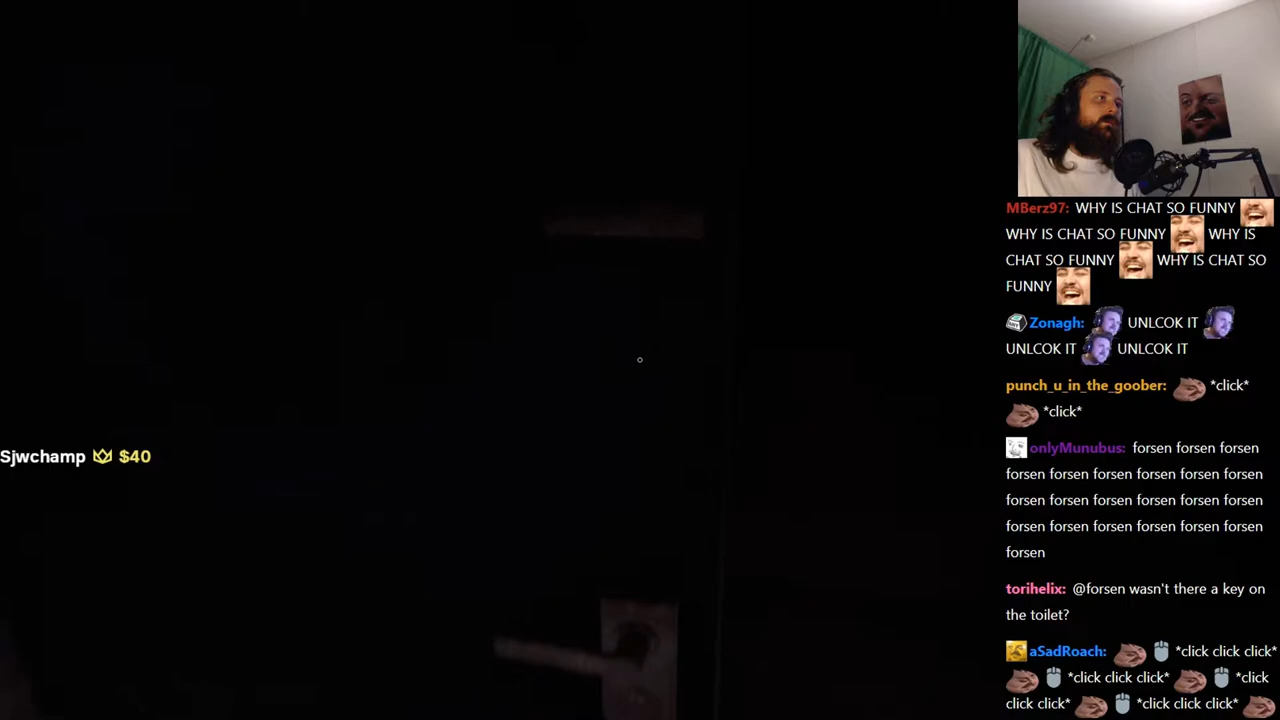 MBerz97: WHY IS CHAT SO FUNNY
WHY IS CHAT SO FUNNY WHY IS
CHAT SO FUNNY WHY IS CHAT SO
FUNNY
Zonagh: UNLCOK IT
UNLCOK IT UNLCOK IT
punch_u_in_the_goober: *click*
*click*
Sjwchamp $40
onlyMunubus: forsen forsen forsen
forsen forsen forsen forsen forsen
forsen forsen forsen forsen forsen
forsen forsen forsen forsen forsen
forsen
torihelix: @forsen wasn't there a key on
the toilet?
aSadRoach: *click click click*
*click click click* *click
click click* *click click click*